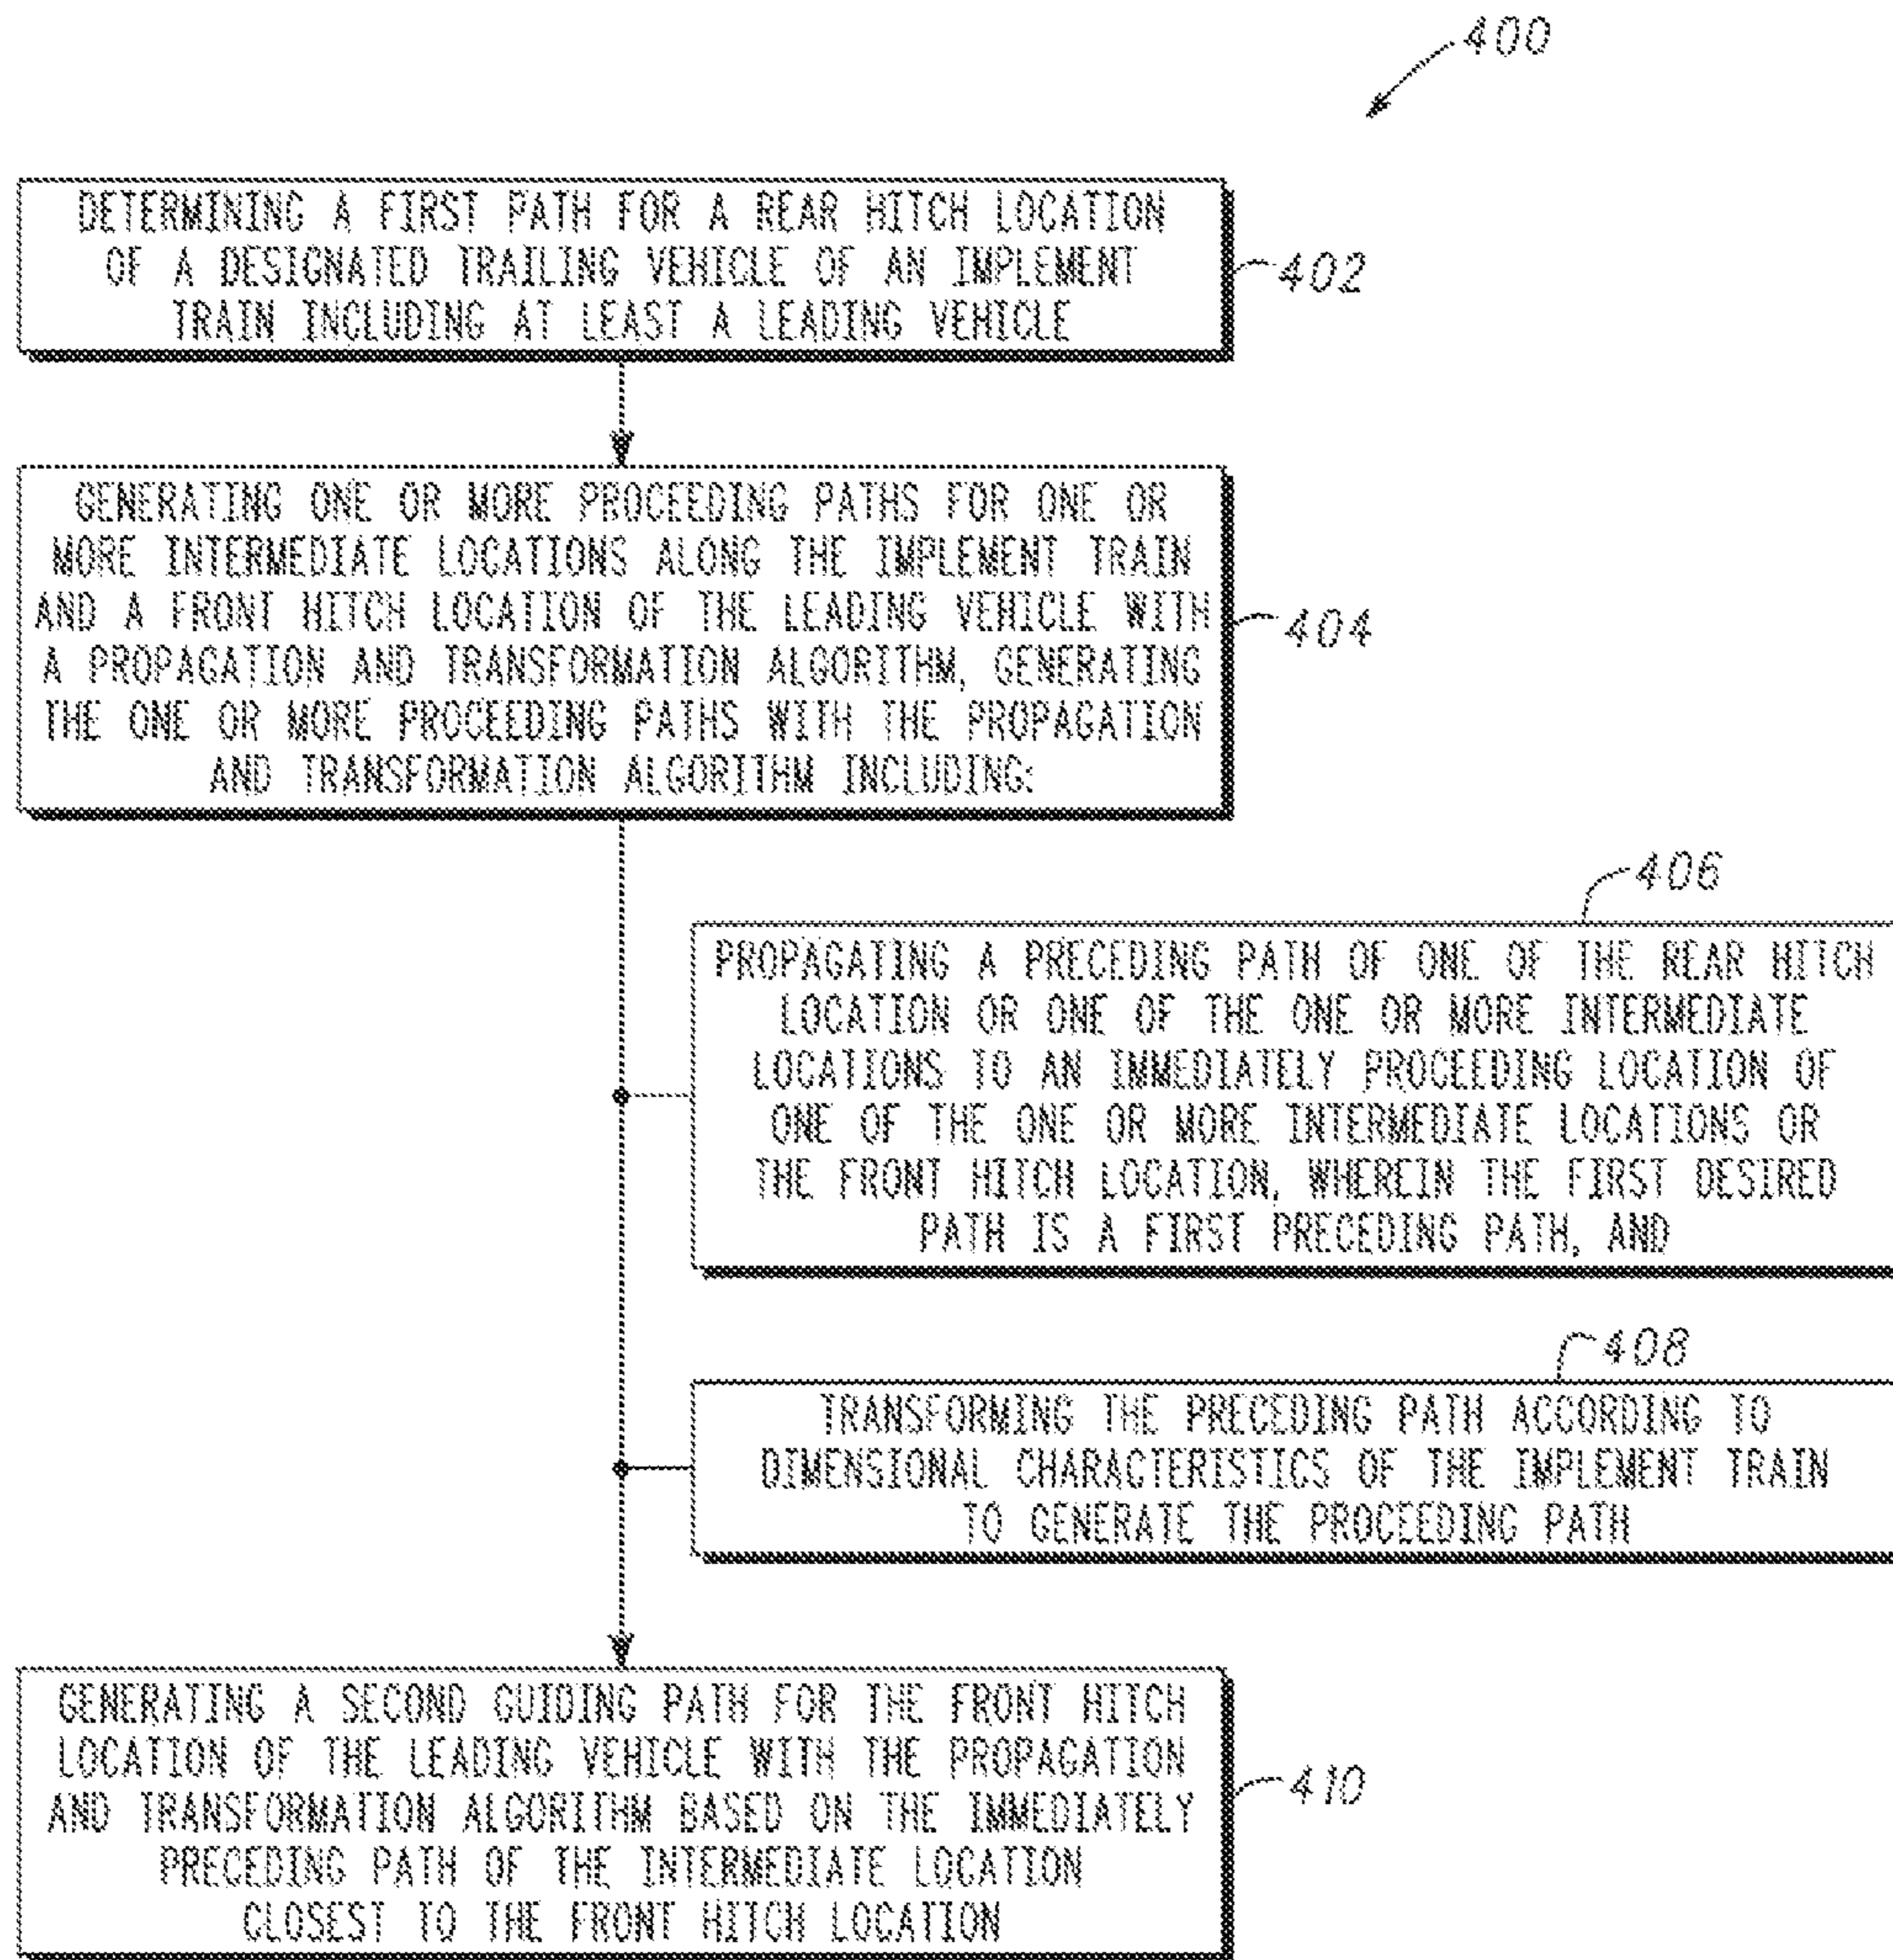 400
DETERMINING A FIRST PATH FOR A REAR HITCH LOCATION
OF A DESIGNATED TRAILING VEHICLE OF AN IMPLEMENT
TRAIN INCLUDING AT LEAST A LEADING VEHICLE
402
GENERATING ONE OR MORE PROCEEDING PATHS FOR ONE OR
MORE INTERMEDIATE LOCATIONS ALONG THE IMPLEMENT TRAIN
AND A FRONT HITCH LOCATION OF THE LEADING VEHICLE WITH
A PROPAGATION AND TRANSFORMATION ALGORITHM, GENERATING
THE ONE OR MORE PROCEEDING PATHS WITH THE PROPAGATION
AND TRANSFORMATION ALGORITHM INCLUDING:
404
406
PROPAGATING A PRECEDING PATH OF ONE OF THE REAR HITCH
LOCATION OR ONE OF THE ONE OR MORE INTERMEDIATE
LOCATIONS TO AN IMMEDIATELY PROCEEDING LOCATION OF
ONE OF THE ONE OR MORE INTERMEDIATE LOCATIONS OR
THE FRONT HITCH LOCATION, WHEREIN THE FIRST DESIRED
PATH IS A FIRST PRECEDING PATH, AND
408
TRANSFORMING THE PRECEDING PATH ACCORDING TO
DIMENSIONAL CHARACTERISTICS OF THE IMPLEMENT TRAIN
TO GENERATE THE PROCEEDING PATH
GENERATING A SECOND GUIDING PATH FOR THE FRONT HITCH
LOCATION OF THE LEADING VEHICLE WITH THE PROPAGATION
AND TRANSFORMATION ALGORITHM BASED ON THE IMMEDIATELY
PRECEDING PATH OF THE INTERMEDIATE LOCATION
CLOSEST TO THE FRONT HITCH LOCATION
410